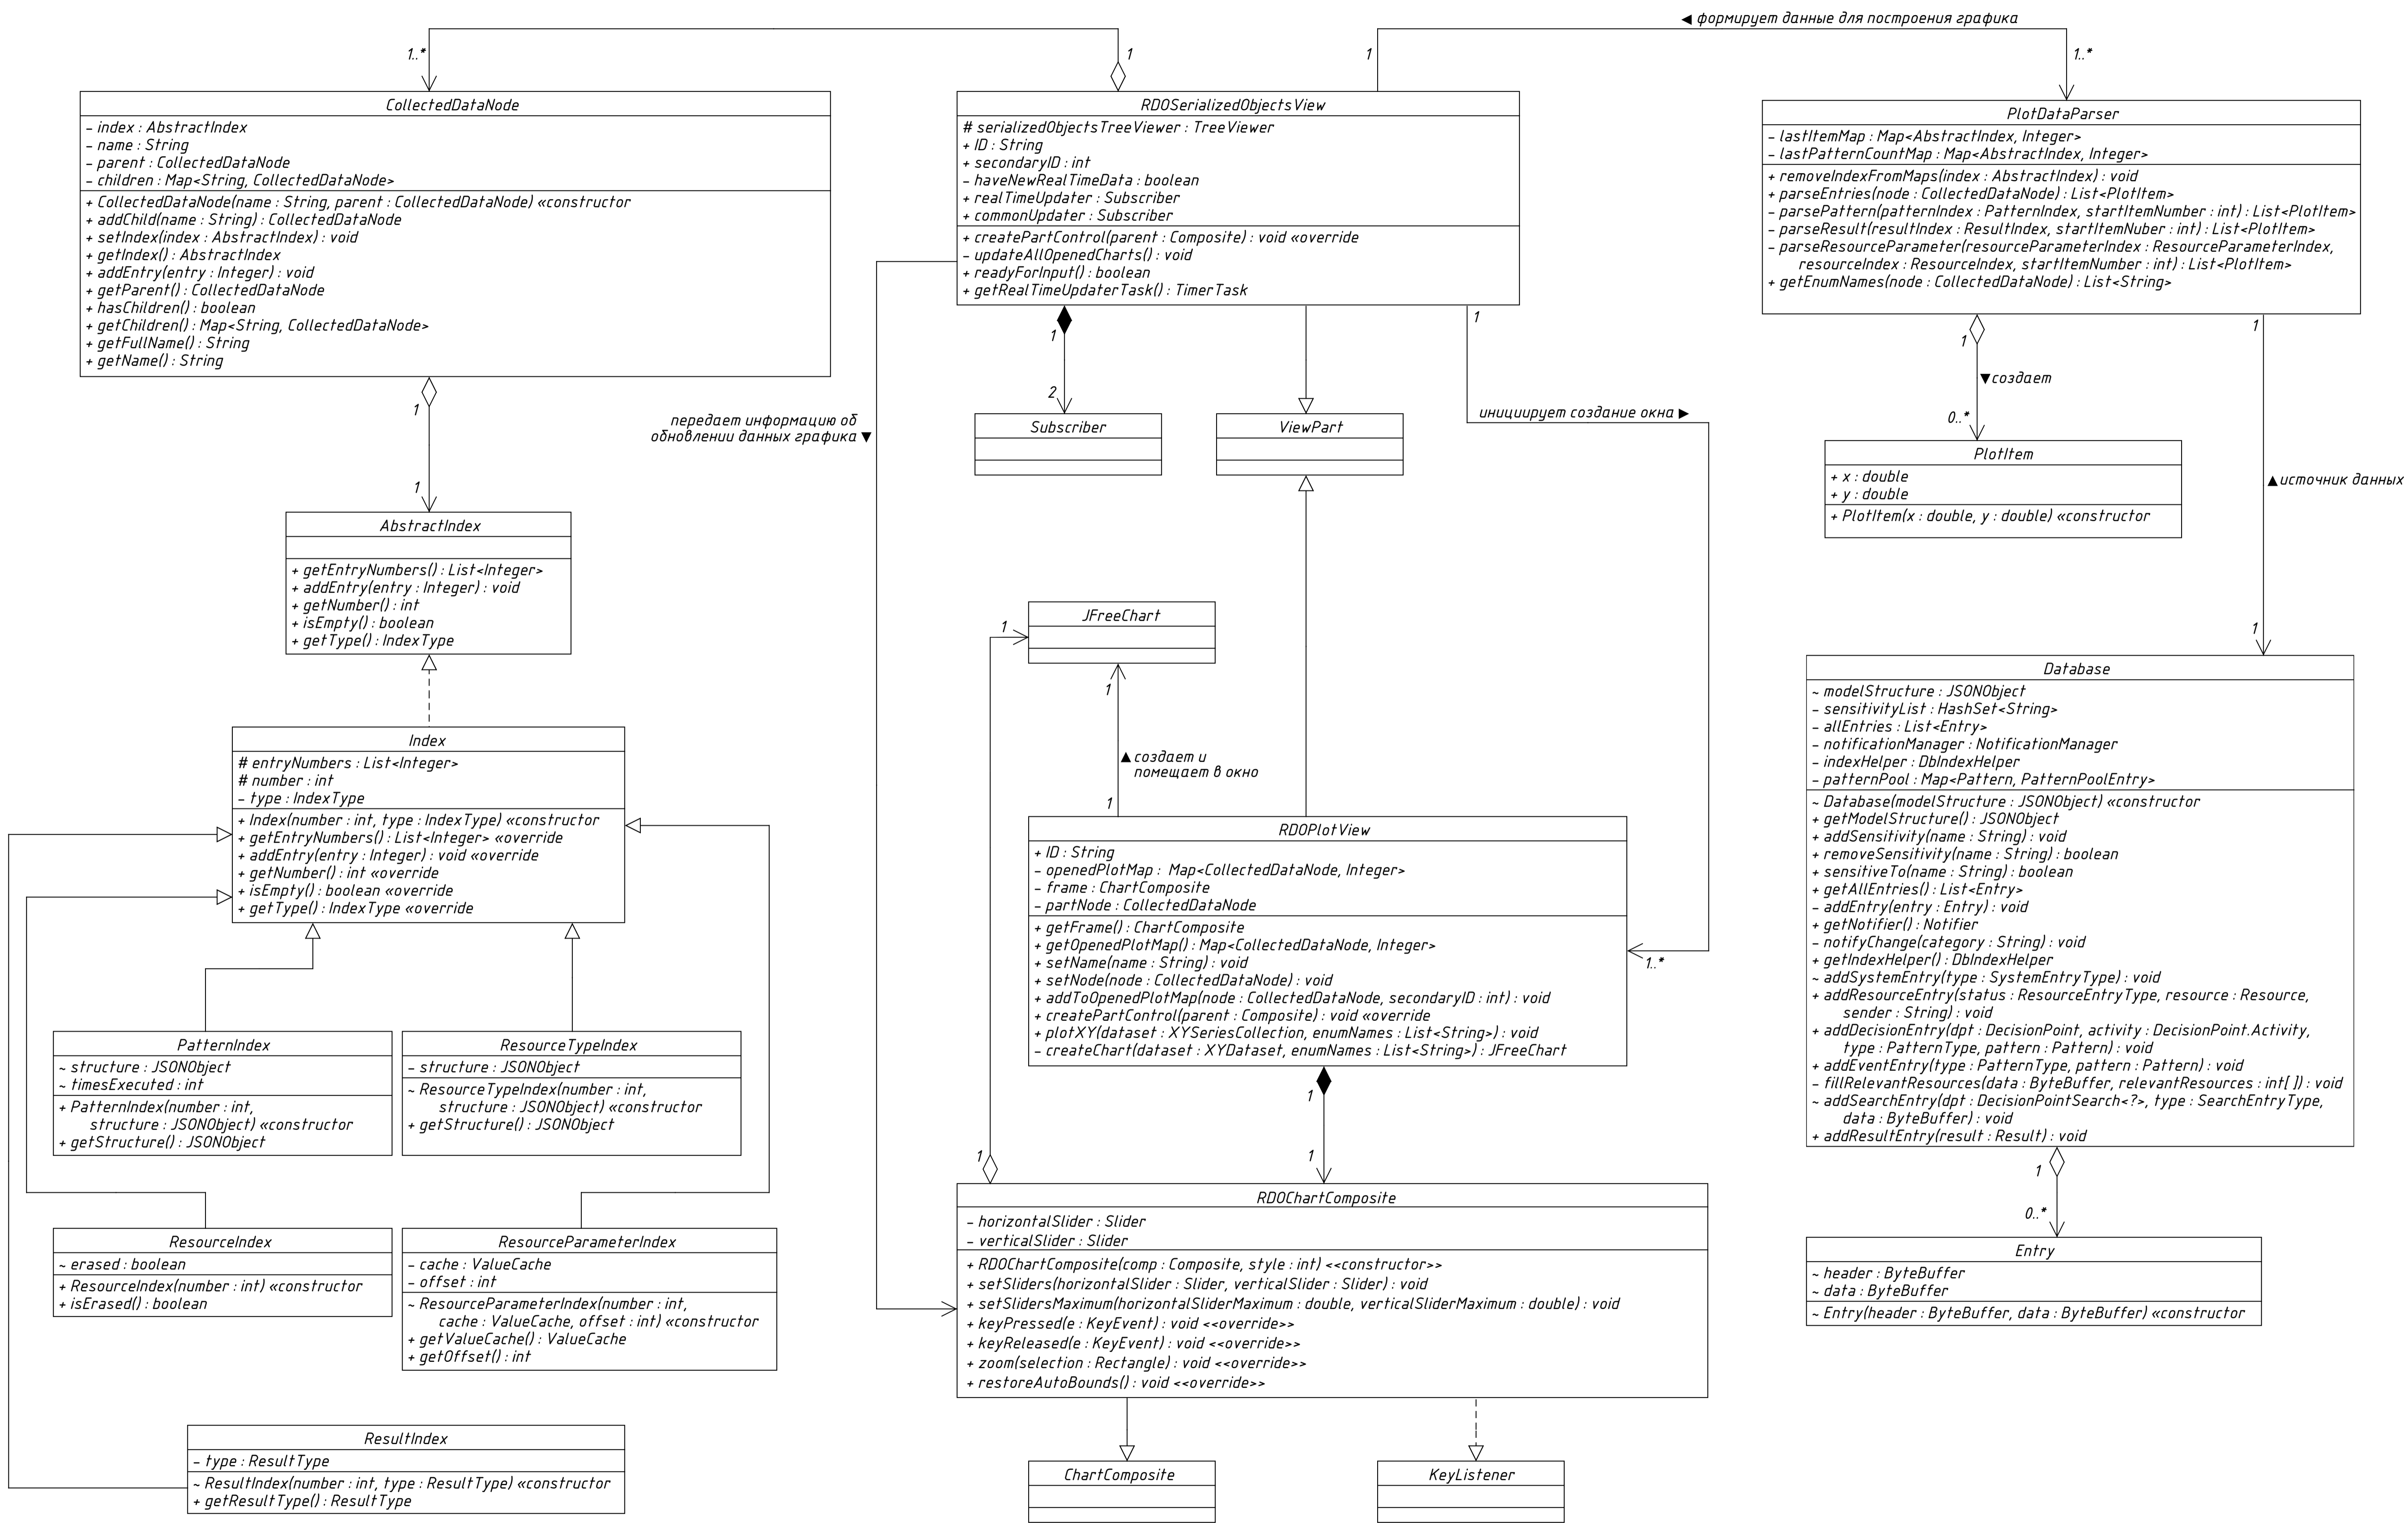 ◄ формирует данные для построения графика
1..*
1
1
1..*
CollectedDataNode
- index : AbstractIndex
- name : String
- parent : CollectedDataNode
- children : Map<String, CollectedDataNode>
+ CollectedDataNode(name : String, parent : CollectedDataNode) «constructor
+ addChild(name : String) : CollectedDataNode
+ setIndex(index : AbstractIndex) : void
+ getIndex() : AbstractIndex
+ addEntry(entry : Integer) : void
+ getParent() : CollectedDataNode
+ hasChildren() : boolean
+ getChildren() : Map<String, CollectedDataNode>
+ getFullName() : String
+ getName() : String
RDOSerializedObjectsView
# serializedObjectsTreeViewer : TreeViewer
+ ID : String
+ secondaryID : int
- haveNewRealTimeData : boolean
+ realTimeUpdater : Subscriber
+ commonUpdater : Subscriber
+ createPartControl(parent : Composite) : void «override
- updateAllOpenedCharts() : void
+ readyForInput() : boolean
+ getRealTimeUpdaterTask() : TimerTask
PlotDataParser
- lastItemMap : Map<AbstractIndex, Integer>
- lastPatternCountMap : Map<AbstractIndex, Integer>
+ removeIndexFromMaps(index : AbstractIndex) : void
+ parseEntries(node : CollectedDataNode) : List<PlotItem>
- parsePattern(patternIndex : PatternIndex, startItemNumber : int) : List<PlotItem>
- parseResult(resultIndex : ResultIndex, startItemNuber : int) : List<PlotItem>
- parseResourceParameter(resourceParameterIndex : ResourceParameterIndex,
resourceIndex : ResourceIndex, startItemNumber : int) : List<PlotItem>
+ getEnumNames(node : CollectedDataNode) : List<String>
1
1
передает информацию об
обновлении данных графика ▼
1
2
1
инициирует создание окна ►
1
▼создает
0..*
1
▲источник данных
1
Subscriber
ViewPart
PlotItem
+ x : double
+ y : double
+ PlotItem(x : double, y : double) «constructor
AbstractIndex
+ getEntryNumbers() : List<Integer>
+ addEntry(entry : Integer) : void
+ getNumber() : int
+ isEmpty() : boolean
+ getType() : IndexType
1
JFreeChart
1
▲создает и
помещает в окно
1
Index
# entryNumbers : List<Integer>
# number : int
- type : IndexType
+ Index(number : int, type : IndexType) «constructor
+ getEntryNumbers() : List<Integer> «override
+ addEntry(entry : Integer) : void «override
+ getNumber() : int «override
+ isEmpty() : boolean «override
+ getType() : IndexType «override
RDOPlotView
+ ID : String
- openedPlotMap : Map<CollectedDataNode, Integer>
- frame : ChartComposite
- partNode : CollectedDataNode
+ getFrame() : ChartComposite
+ getOpenedPlotMap() : Map<CollectedDataNode, Integer>
+ setName(name : String) : void
+ setNode(node : CollectedDataNode) : void
+ addToOpenedPlotMap(node : CollectedDataNode, secondaryID : int) : void
+ createPartControl(parent : Composite) : void «override
+ plotXY(dataset : XYSeriesCollection, enumNames : List<String>) : void
- createChart(dataset : XYDataset, enumNames : List<String>) : JFreeChart
1..*
Database
~ modelStructure : JSONObject
- sensitivityList : HashSet<String>
- allEntries : List<Entry>
- notificationManager : NotificationManager
- indexHelper : DbIndexHelper
- patternPool : Map<Pattern, PatternPoolEntry>
~ Database(modelStructure : JSONObject) «constructor
+ getModelStructure() : JSONObject
+ addSensitivity(name : String) : void
+ removeSensitivity(name : String) : boolean
+ sensitiveTo(name : String) : boolean
+ getAllEntries() : List<Entry>
- addEntry(entry : Entry) : void
+ getNotifier() : Notifier
- notifyChange(category : String) : void
+ getIndexHelper() : DbIndexHelper
~ addSystemEntry(type : SystemEntryType) : void
+ addResourceEntry(status : ResourceEntryType, resource : Resource,
sender : String) : void
+ addDecisionEntry(dpt : DecisionPoint, activity : DecisionPoint.Activity,
type : PatternType, pattern : Pattern) : void
+ addEventEntry(type : PatternType, pattern : Pattern) : void
- fillRelevantResources(data : ByteBuffer, relevantResources : int[ ]) : void
~ addSearchEntry(dpt : DecisionPointSearch<?>, type : SearchEntryType,
data : ByteBuffer) : void
+ addResultEntry(result : Result) : void
PatternIndex
~ structure : JSONObject
~ timesExecuted : int
+ PatternIndex(number : int,
structure : JSONObject) «constructor
+ getStructure() : JSONObject
ResourceTypeIndex
- structure : JSONObject
~ ResourceTypeIndex(number : int,
structure : JSONObject) «constructor
+ getStructure() : JSONObject
1
1
1
1
0..*
ResourceIndex
~ erased : boolean
+ ResourceIndex(number : int) «constructor
+ isErased() : boolean
ResourceParameterIndex
- cache : ValueCache
- offset : int
~ ResourceParameterIndex(number : int,
cache : ValueCache, offset : int) «constructor
+ getValueCache() : ValueCache
+ getOffset() : int
RDOChartComposite
- horizontalSlider : Slider
- verticalSlider : Slider
+ RDOChartComposite(comp : Composite, style : int) <<constructor>>
+ setSliders(horizontalSlider : Slider, verticalSlider : Slider) : void
+ setSlidersMaximum(horizontalSliderMaximum : double, verticalSliderMaximum : double) : void
+ keyPressed(e : KeyEvent) : void <<override>>
+ keyReleased(e : KeyEvent) : void <<override>>
+ zoom(selection : Rectangle) : void <<override>>
+ restoreAutoBounds() : void <<override>>
Entry
~ header : ByteBuffer
~ data : ByteBuffer
~ Entry(header : ByteBuffer, data : ByteBuffer) «constructor
ResultIndex
- type : ResultType
~ ResultIndex(number : int, type : ResultType) «constructor
+ getResultType() : ResultType
ChartComposite
KeyListener